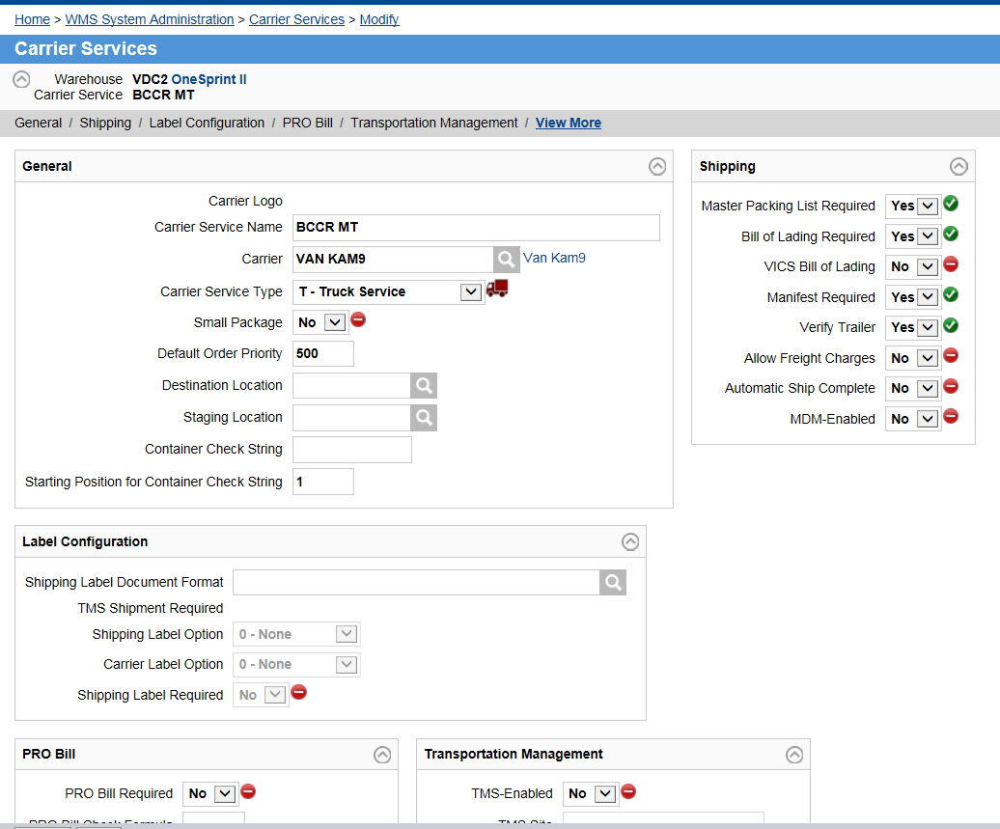 Home > WMS System Administration > Carrier Services > Modify
Carrier Services
Warehouse VDC2 OneSprint II
Carrier Service BCCR MT
General / Shipping / Label Configuration / PRO Bill / Transportation Management / View More
General
Carrier Logo
Carrier Service Name BCCR MT
Carrier VAN KAM9 Van Kam9
Carrier Service Type T - Truck Service
Small Package No
Default Order Priority 500
Destination Location
Staging Location
Container Check String
Starting Position for Container Check String 1
Shipping
Master Packing List Required Yes
Bill of Lading Required Yes
VICS Bill of Lading No
Manifest Required Yes
Verify Trailer Yes
Allow Freight Charges No
Automatic Ship Complete No
MDM-Enabled No
Label Configuration
Shipping Label Document Format
TMS Shipment Required
Shipping Label Option 0 - None
Carrier Label Option 0 - None
Shipping Label Required No
PRO Bill
PRO Bill Required No
PRO Bill Check Formula
Transportation Management
TMS-Enabled No
TMS Site